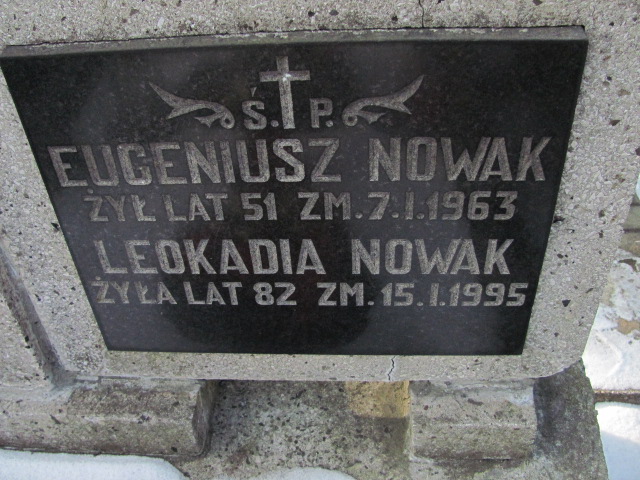 Ś. P.
EUGENIUSZ NOWAK
ŻYŁ LAT 51 ZM. 7.I.1963
LEOKADIA NOWAK
ŻYŁA LAT 82 ZM. 15.I.1995